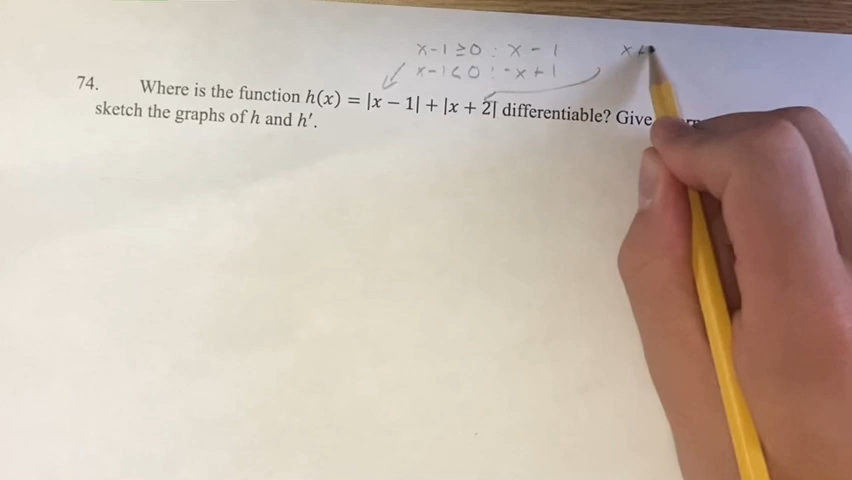 x-1≥0 : x - 1 x +
x-1<0 : -x+1
74. Where is the function h(x) = |x − 1| + |x + 2| differentiable? Give
sketch the graphs of h and h′.